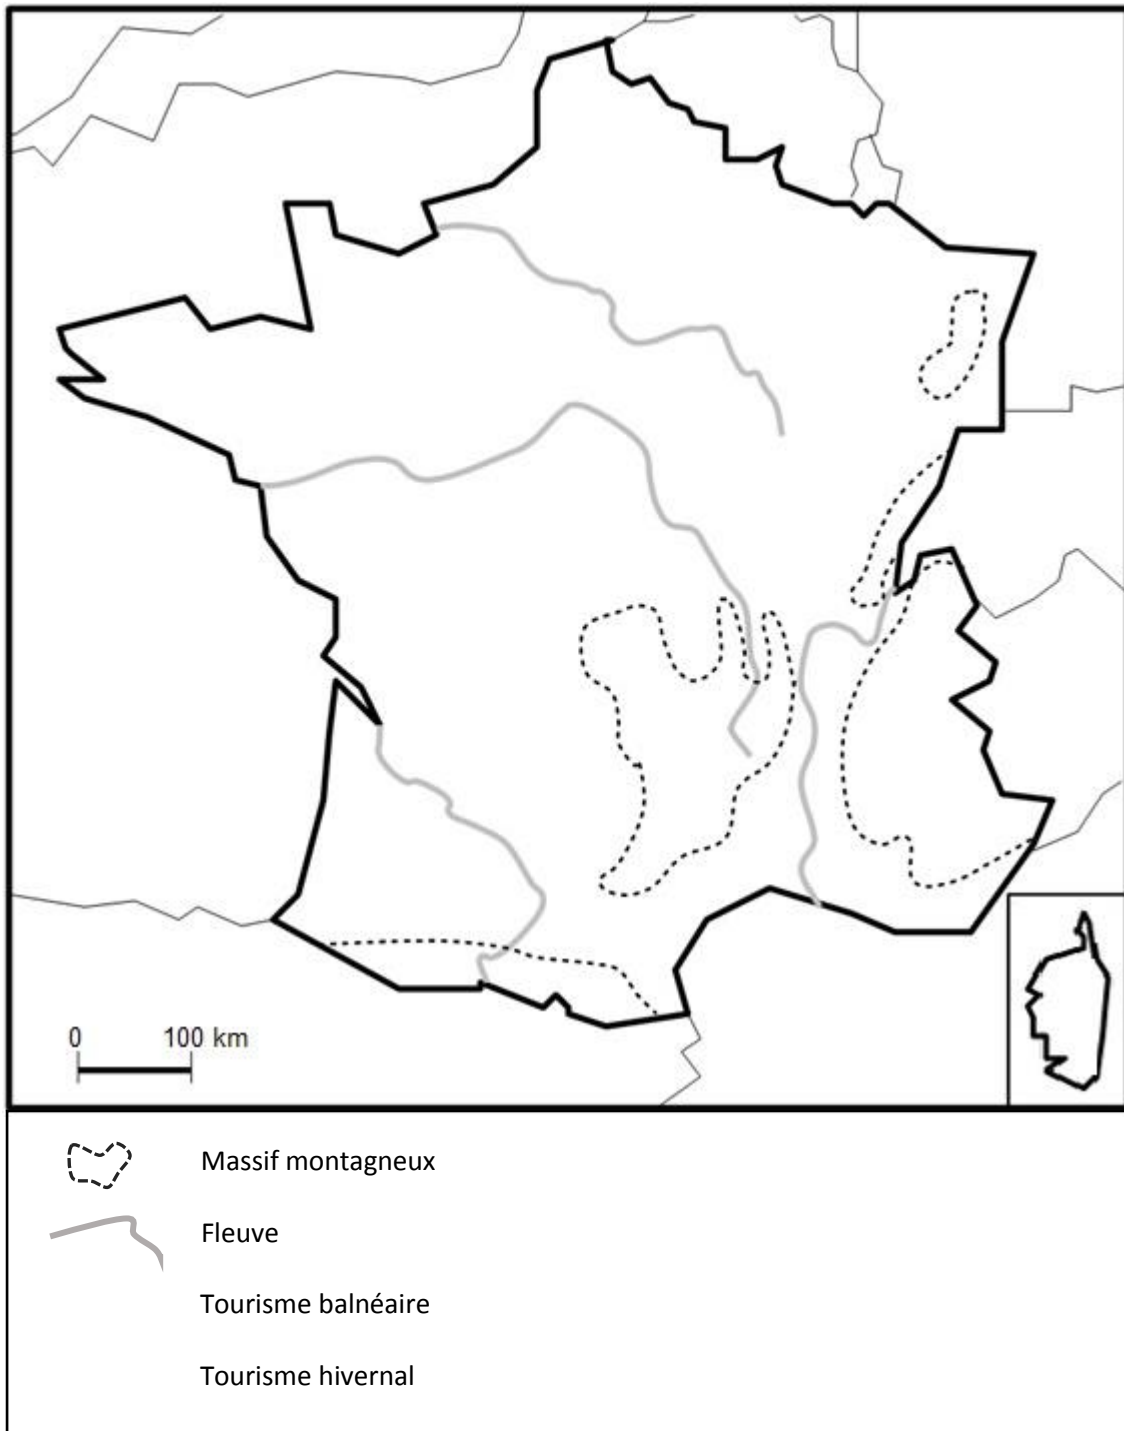 0 100 km
Massif montagneux
Fleuve
Tourisme balnéaire
Tourisme hivernal